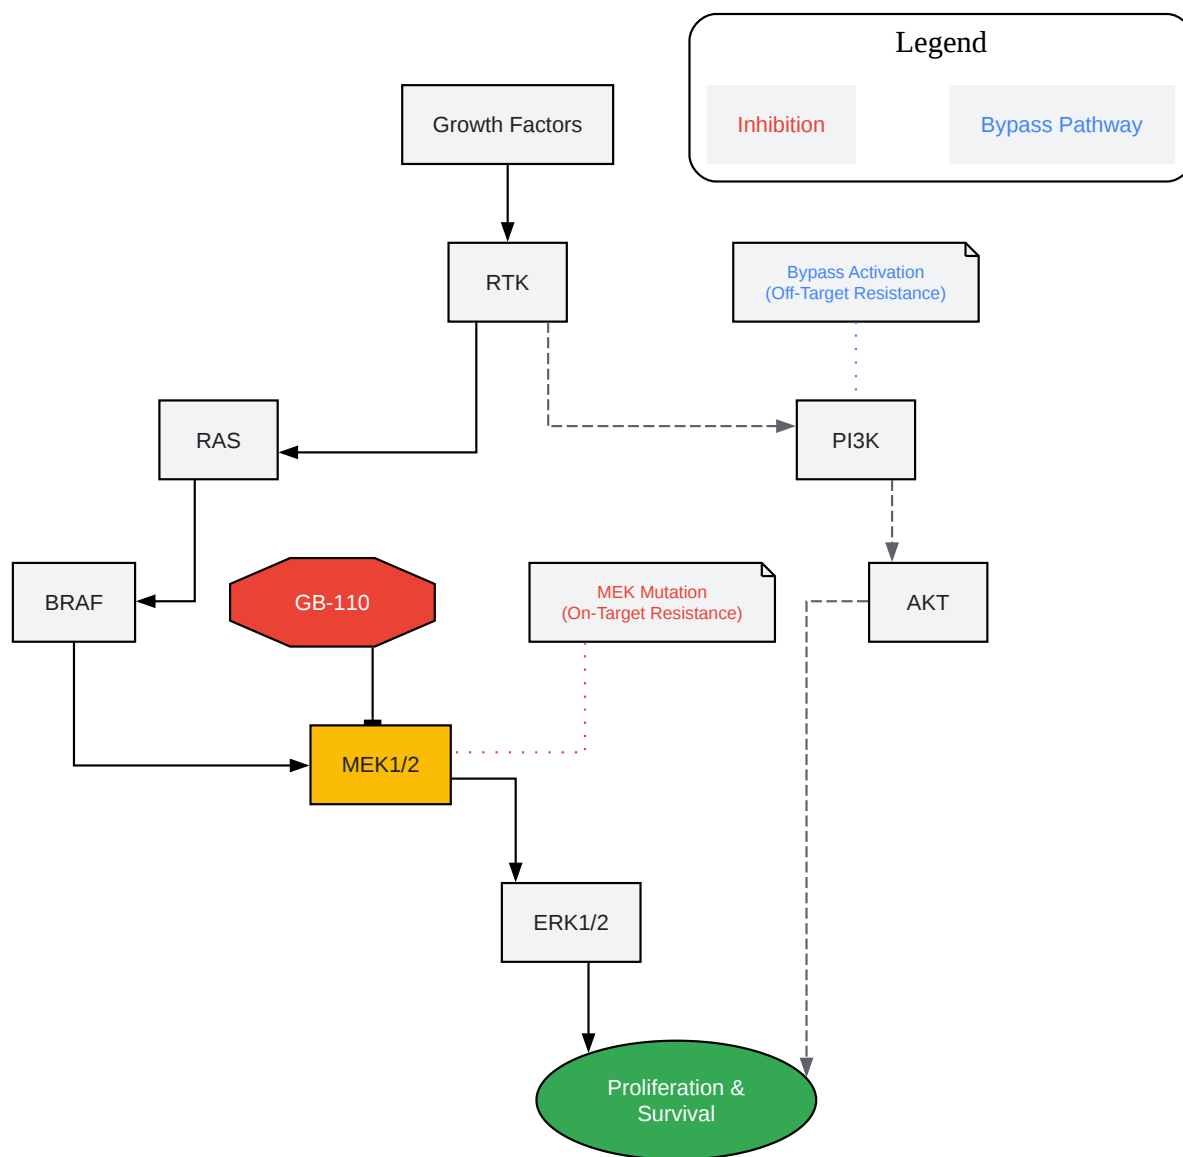 Legend
Inhibition
Bypass Pathway
Growth Factors
RTK
Bypass Activation
(Off-Target Resistance)
RAS
PI3K
BRAF
GB-110
MEK Mutation
(On-Target Resistance)
AKT
MEK1/2
ERK1/2
Proliferation &
Survival